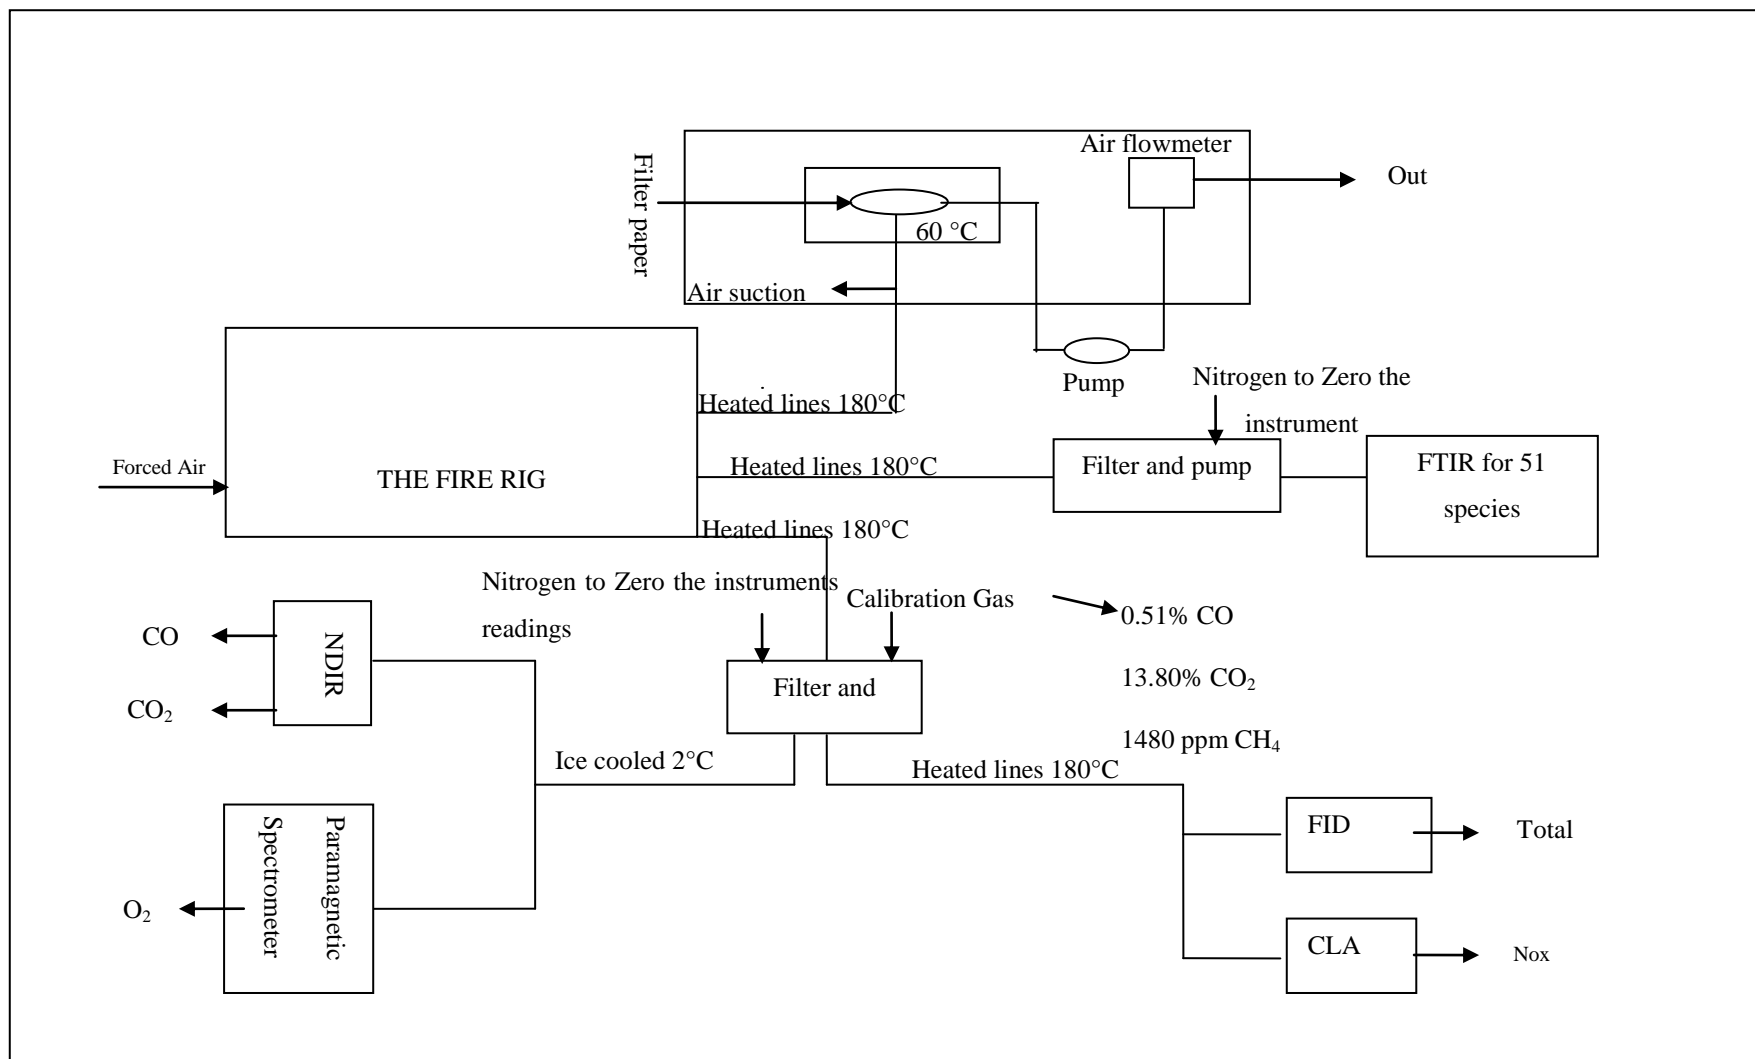 Air flowmeter
Out
Filter paper
60 °C
Air suction
Pump
Nitrogen to Zero the
instrument
Heated lines 180°C
Forced Air
THE FIRE RIG
Heated lines 180°C
Filter and pump
FTIR for 51
species
Heated lines 180°C
Nitrogen to Zero the instruments
readings
Calibration Gas
0.51% CO
13.80% CO₂
1480 ppm CH₄
CO
CO₂
NDIR
Filter and
Ice cooled 2°C
Heated lines 180°C
Paramagnetic
Spectrometer
O₂
FID
Total
CLA
Nox